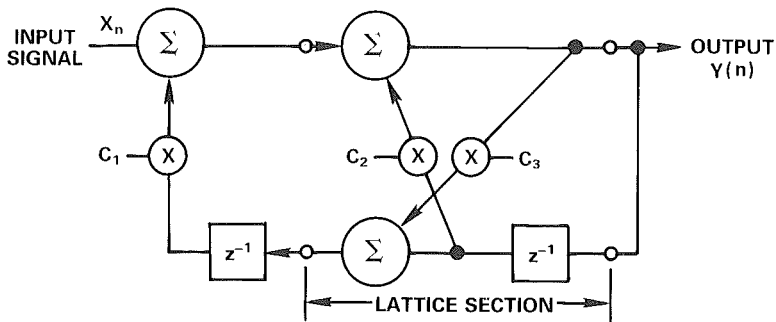 INPUT
SIGNAL
Xn
Σ
Σ
OUTPUT
Y(n)
C1
X
C2
X
X
C3
z⁻¹
Σ
z⁻¹
LATTICE SECTION